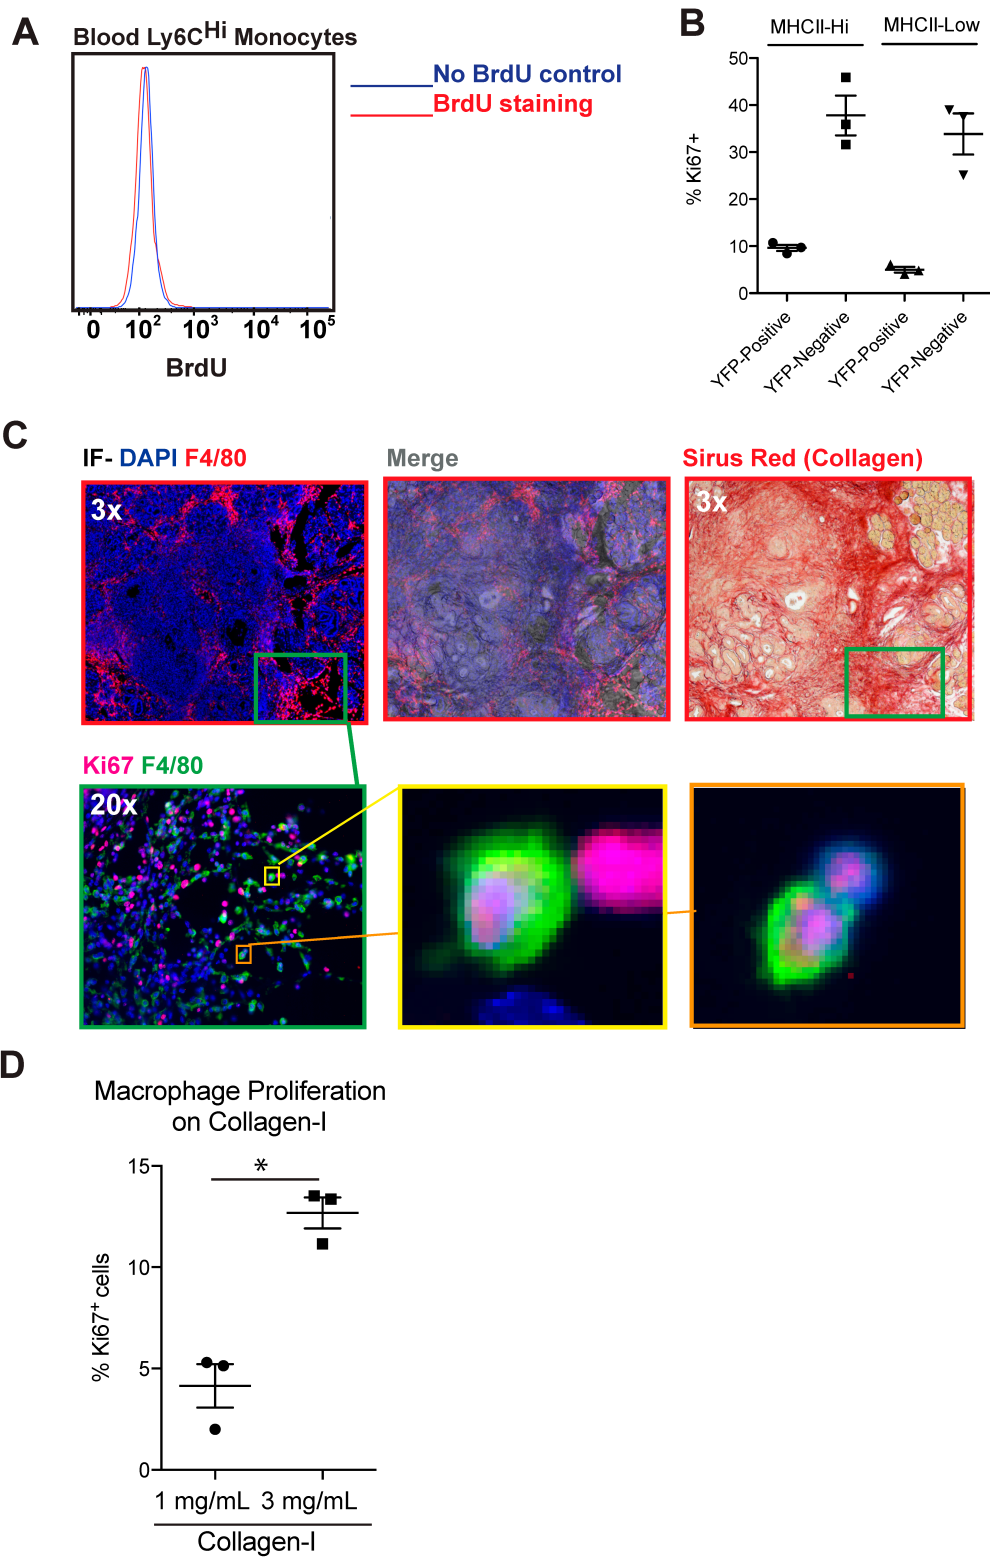 A
Blood Ly6CHi Monocytes
No BrdU control
BrdU staining
0 10² 10³ 10⁴ 10⁵
BrdU
B
MHCII-Hi MHCII-Low
50
40
30
20
10
0
% Ki67+
YFP-Positive
YFP-Negative
YFP-Positive
YFP-Negative
C
IF- DAPI F4/80
Merge
Sirus Red (Collagen)
3x
3x
Ki67 F4/80
20x
D
Macrophage Proliferation
on Collagen-I
*
15
10
5
0
% Ki67⁺ cells
1 mg/mL 3 mg/mL
Collagen-I